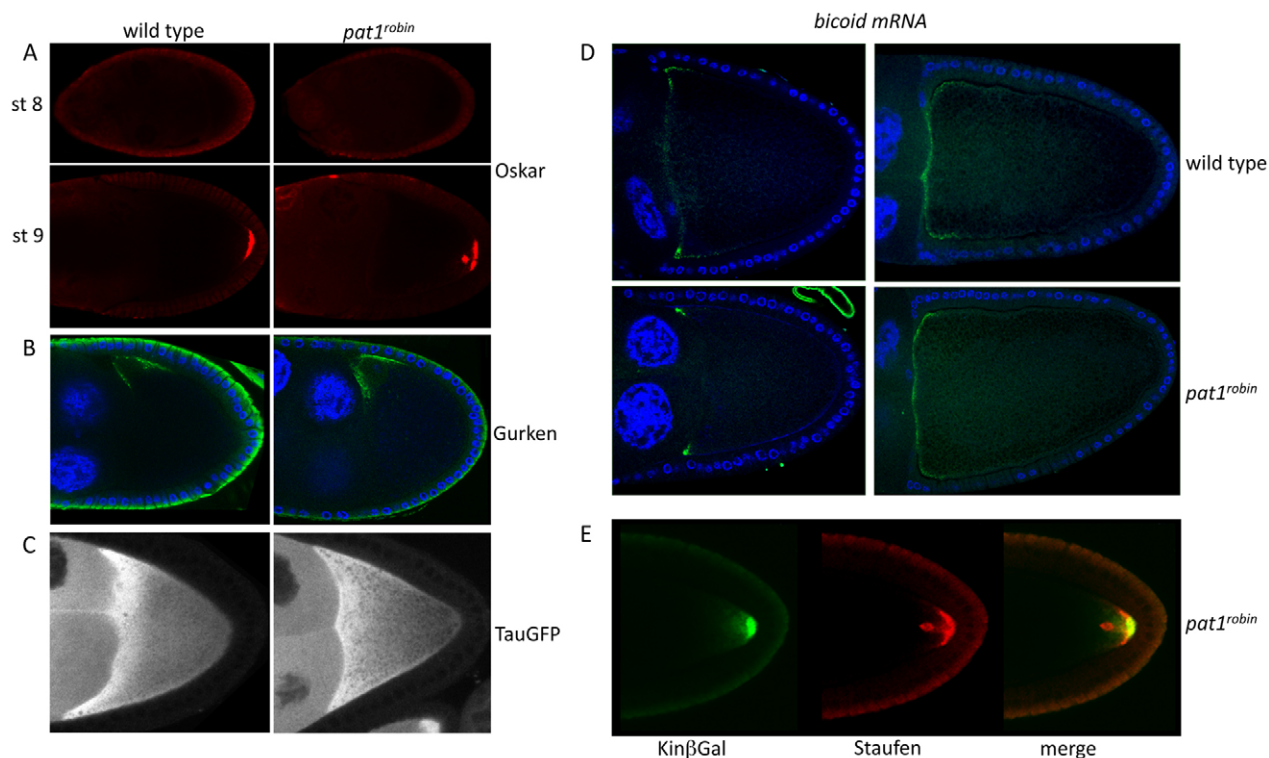 wild type
pat1robin
A
st 8
st 9
Oskar
B
Gurken
C
TauGFP
bicoid mRNA
D
wild type
pat1robin
E
pat1robin
KinβGal
Staufen
merge